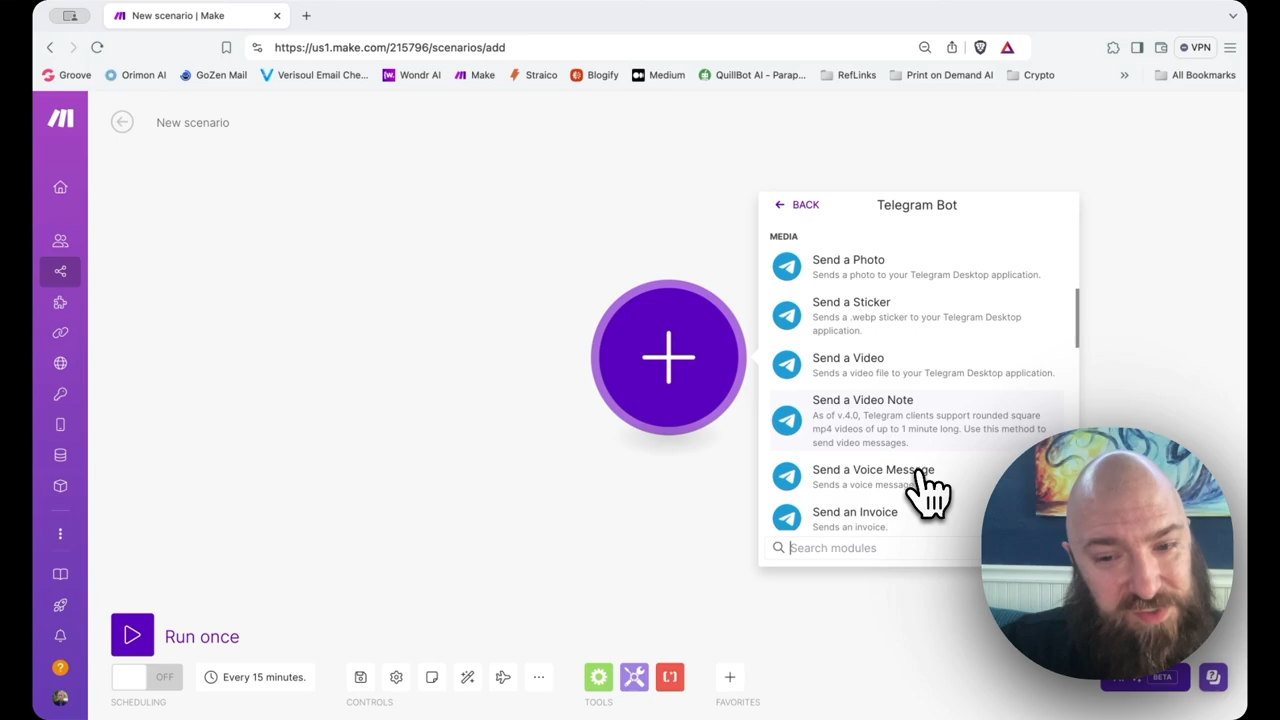 New scenario | Make
https://us1.make.com/215796/scenarios/add
VPN
Groove
Orimon AI
GoZen Mail
Verisoul Email Che...
Wondr AI
Make
Straico
Blogify
Medium
QuillBot AI - Parap...
RefLinks
Print on Demand AI
Crypto
All Bookmarks
New scenario
BACK
Telegram Bot
MEDIA
Send a Photo
Sends a photo to your Telegram Desktop application.
Send a Sticker
Sends a .webp sticker to your Telegram Desktop
application.
Send a Video
Sends a video file to your Telegram Desktop application.
Send a Video Note
As of v.4.0, Telegram clients support rounded square
mp4 videos of up to 1 minute long. Use this method to
send video messages.
Send a Voice Message
Sends a voice message
Send an Invoice
Sends an invoice.
Search modules
Run once
OFF
Every 15 minutes.
SCHEDULING
CONTROLS
TOOLS
FAVORITES
BETA